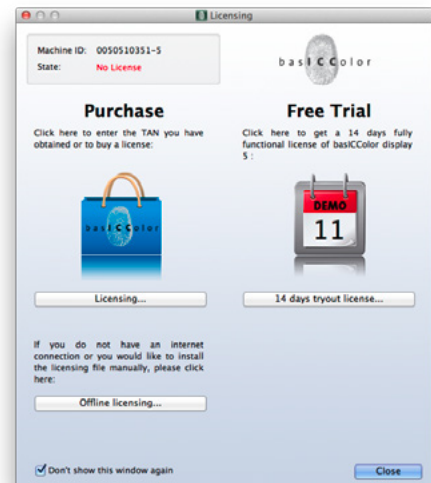 Licensing
Machine ID: 0050510351-5
State: No License
basICColor
Purchase
Click here to enter the TAN you have
obtained or to buy a license:
basICColor
Licensing...
If you do not have an internet
connection or you would like to install
the licensing file manually, please click
here:
Offline licensing...
Free Trial
Click here to get a 14 days fully
functional license of basICColor display
5 :
DEMO
11
14 days tryout license...
Don't show this window again
Close